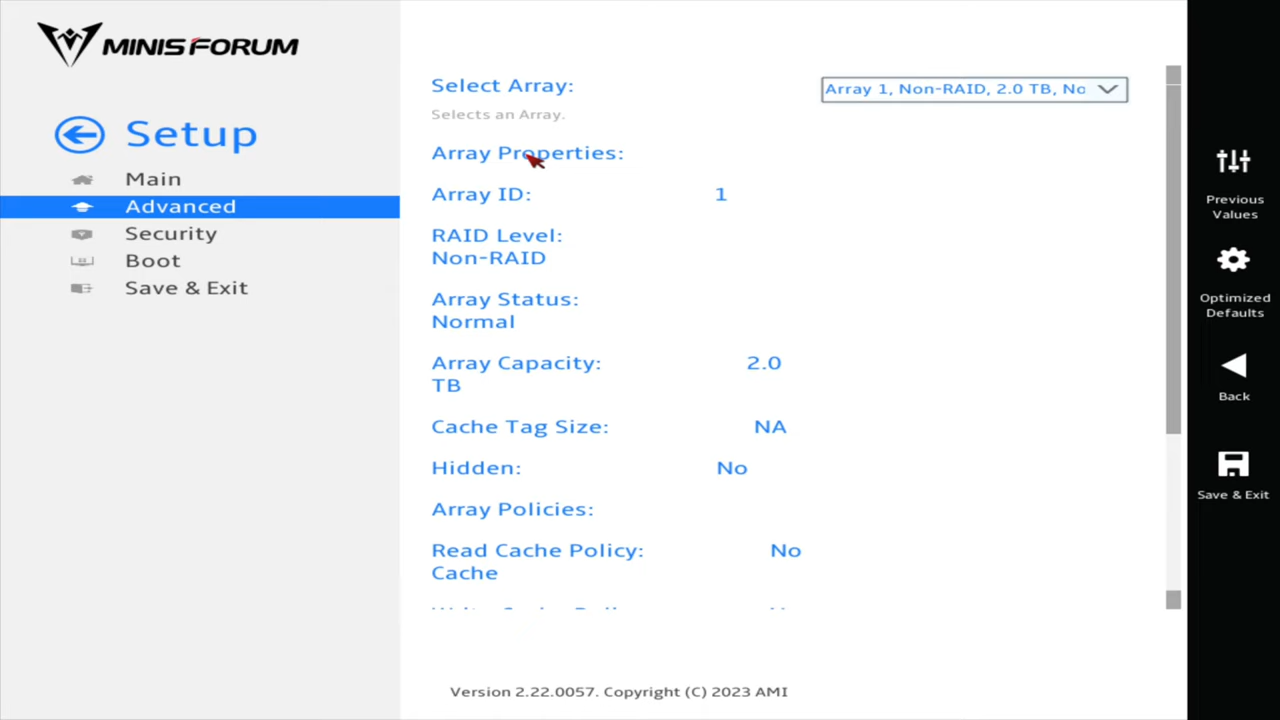 MINISFORUM
Setup
Main
Advanced
Security
Boot
Save & Exit
Select Array:
Array 1, Non-RAID, 2.0 TB, No
Selects an Array.
Array Properties:
Array ID: 1
RAID Level:
Non-RAID
Array Status:
Normal
Array Capacity: 2.0
TB
Cache Tag Size: NA
Hidden: No
Array Policies:
Read Cache Policy: No
Cache
Previous
Values
Optimized
Defaults
Back
Save & Exit
Version 2.22.0057. Copyright (C) 2023 AMI